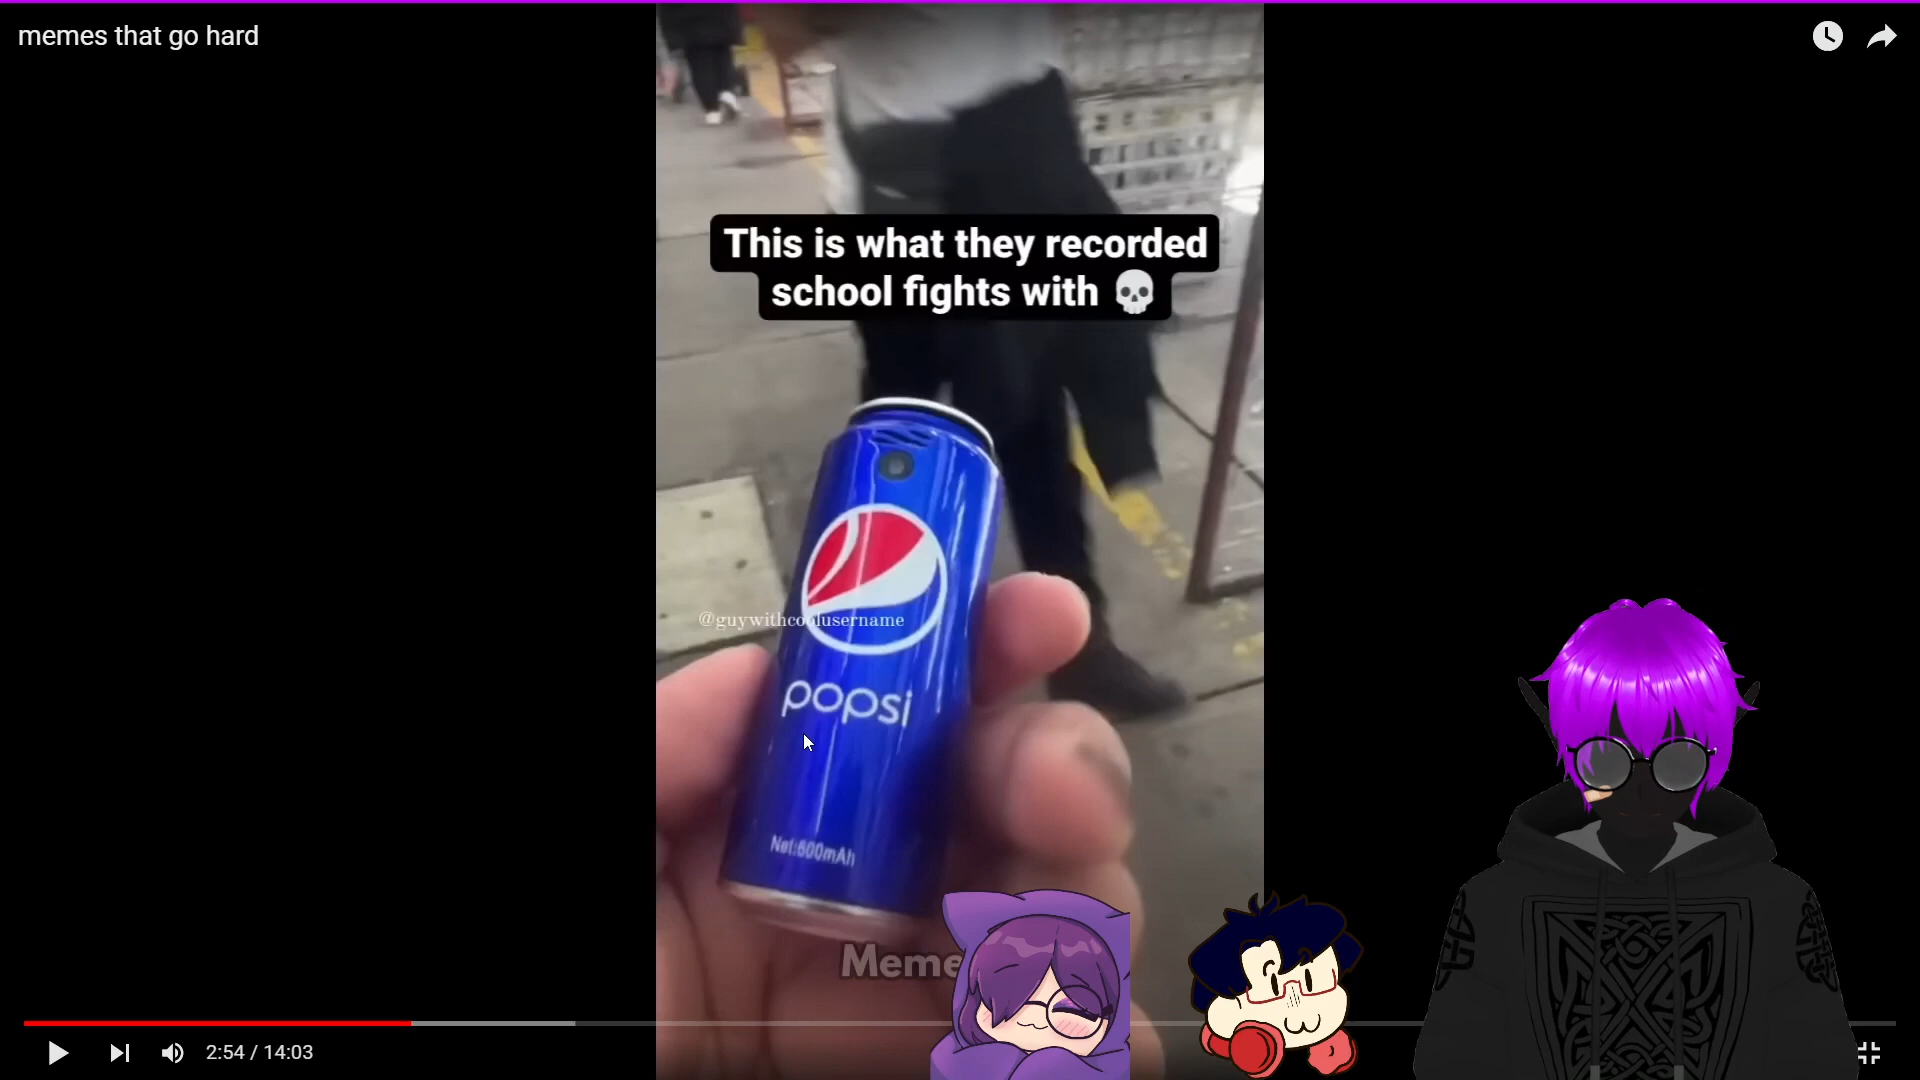 memes that go hard
This is what they recorded
school fights with 💀
@guywithcoolusername
popsi
Net:600mAh
Meme
2:54 / 14:03